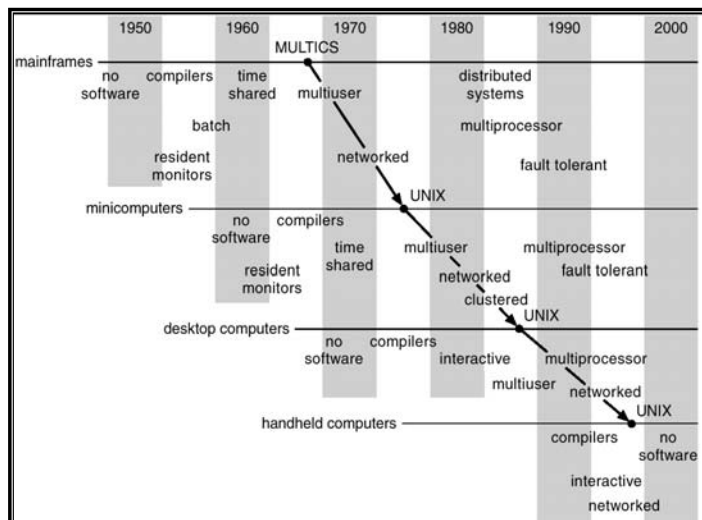 1950 1960 1970 1980 1990 2000
MULTICS
mainframes
no software
compilers
time shared
multiuser
distributed systems
batch
multiprocessor
resident monitors
networked
fault tolerant
UNIX
minicomputers
no software
compilers
time shared
multiuser
multiprocessor
resident monitors
networked
fault tolerant
clustered
UNIX
desktop computers
no software
compilers
interactive
multiprocessor
multiuser
networked
UNIX
handheld computers
compilers
no software
interactive
networked